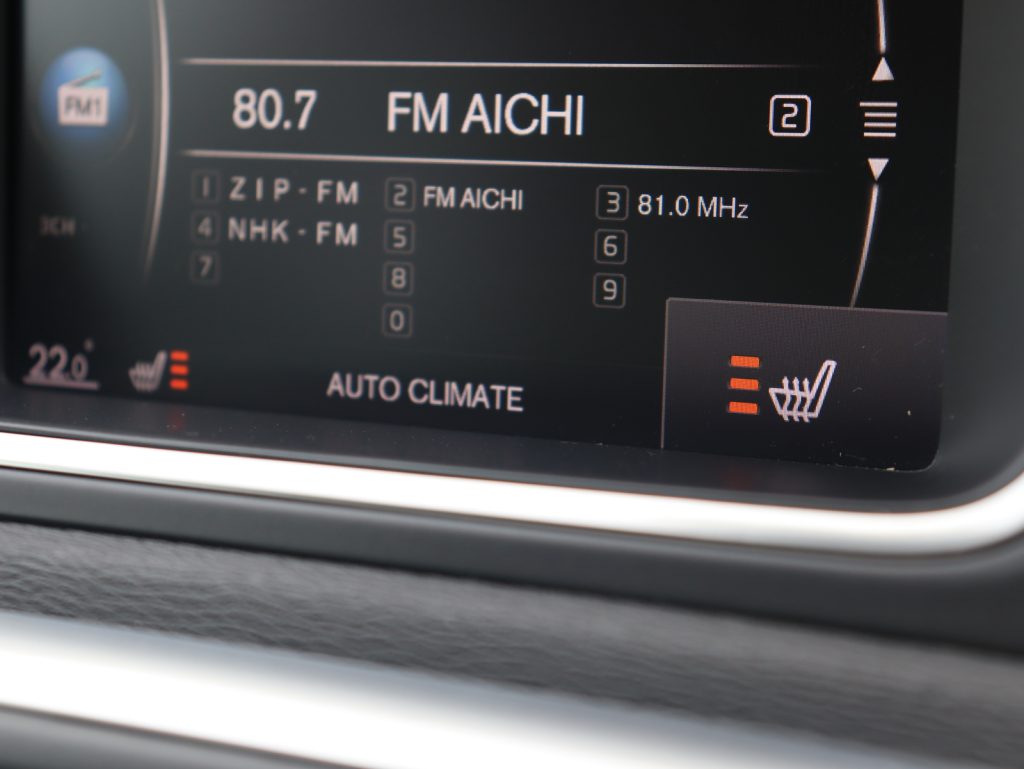 FM1
80.7 FM AICHI 2
1 ZIP-FM 2 FM AICHI 3 81.0 MHz
4 NHK-FM 5 6
7 8 9
0
22.0°
AUTO CLIMATE